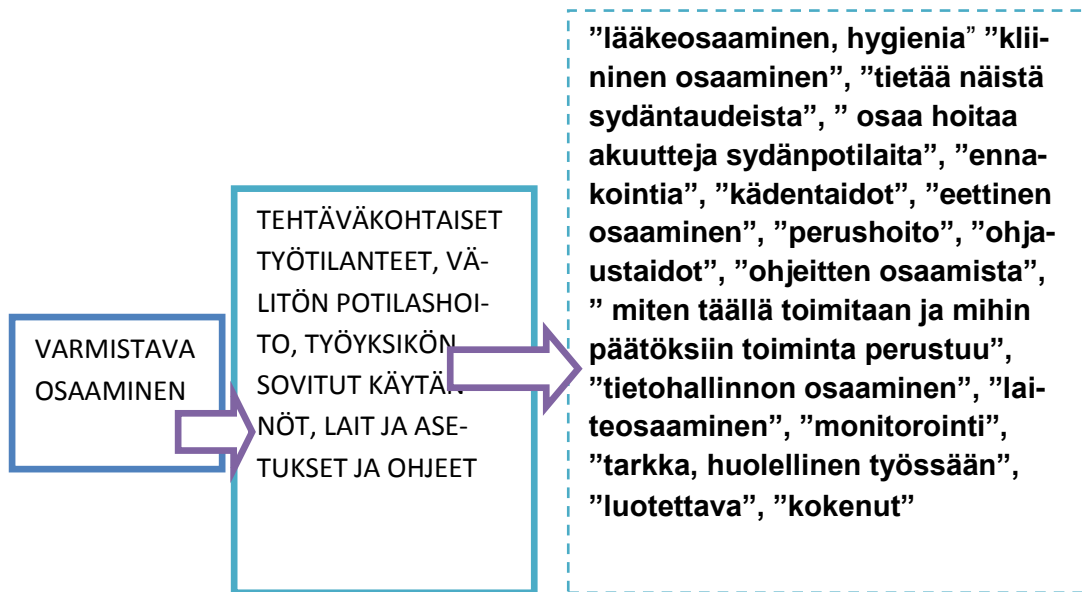 VARMISTAVA
OSAAMINEN
TEHTÄVÄKOHTAISET
TYÖTILANTEET, VÄ-
LITÖN POTILASHOI-
TO, TYÖYKSIKÖN
SOVITUT KÄYTÄN-
NÖT, LAIT JA ASE-
TUKSET JA OHJEET
”lääkeosaaminen, hygienia” ”klii-
ninen osaaminen”, ”tietää näistä
sydäntaudeista”, ” osaa hoitaa
akuutteja sydänpotilaita”, ”enna-
kointia”, ”kädentaidot”, ”eettinen
osaaminen”, ”perushoito”, ”ohja-
ustaidot”, ”ohjeitten osaamista”,
” miten täällä toimitaan ja mihin
päätöksiin toiminta perustuu”,
”tietohallinnon osaaminen”, ”lai-
teosaaminen”, ”monitorointi”,
”tarkka, huolellinen työssään”,
”luotettava”, ”kokenut”